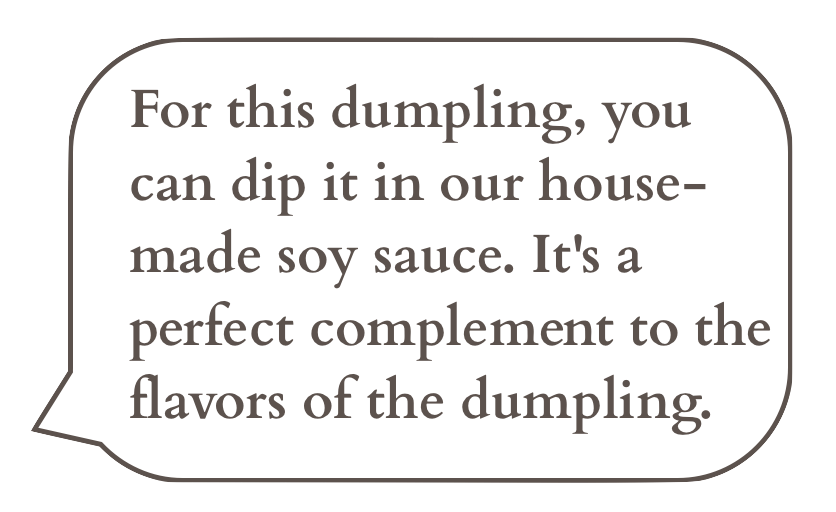 For this dumpling, you
can dip it in our house-
made soy sauce. It's a
perfect complement to the
flavors of the dumpling.